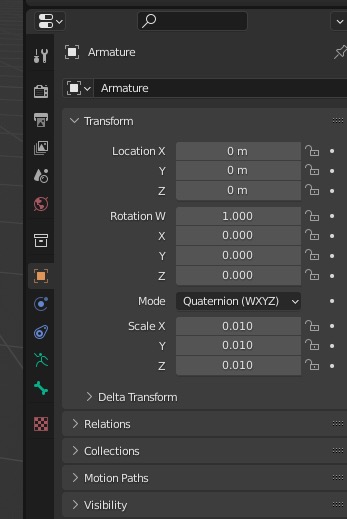 Armature
Armature
Transform
Location X 0 m
Y 0 m
Z 0 m
Rotation W 1.000
X 0.000
Y 0.000
Z 0.000
Mode Quaternion (WXYZ)
Scale X 0.010
Y 0.010
Z 0.010
Delta Transform
Relations
Collections
Motion Paths
Visibility